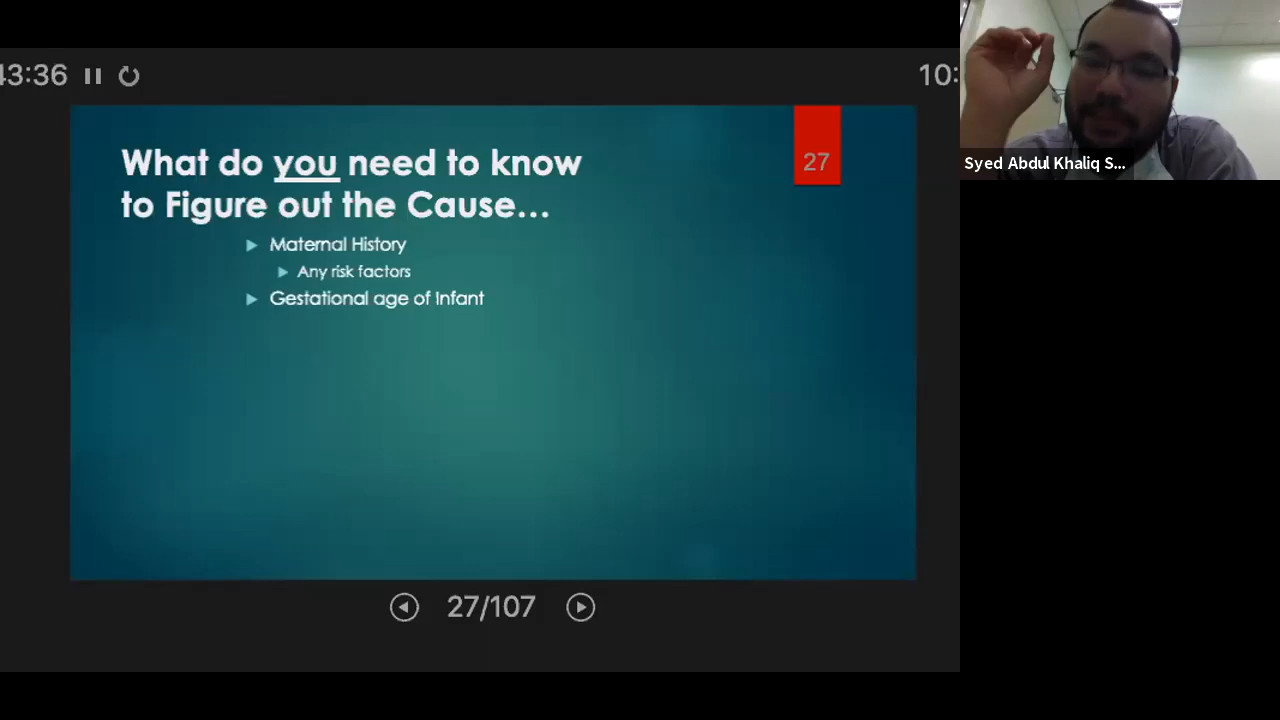 43:36
10:
27
What do you need to know
to Figure out the Cause...
Maternal History
Any risk factors
Gestational age of Infant
27/107
Syed Abdul Khaliq S...